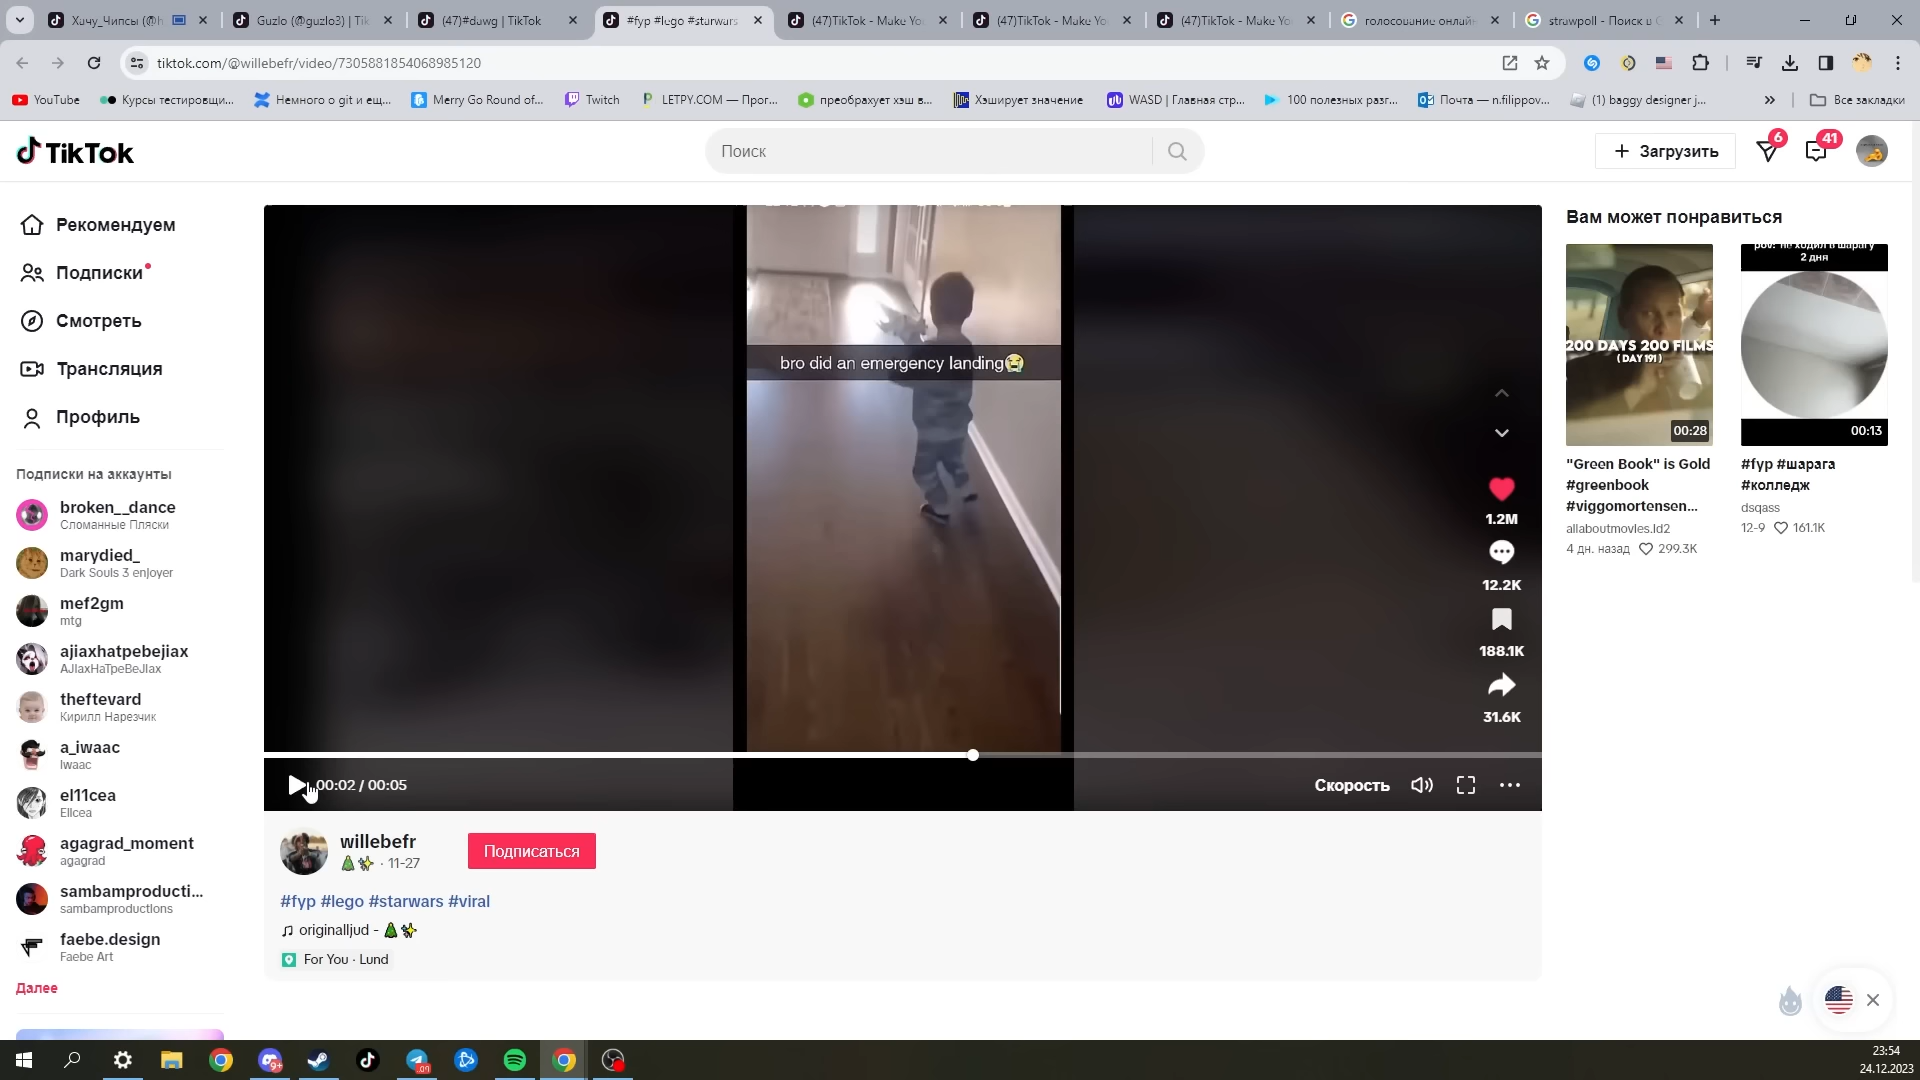 Хачу_Чипсы (@h
Guzlo (@guzlo3) | Tik
(47)#dawg | TikTok
#fyp #lego #starwars
(47)TikTok - Make Yo
(47)TikTok - Make Yo
(47)TikTok - Make Yo
голосование онлайн
strawpoll - Поиск в G
tiktok.com/@willebefr/video/7305881854068985120
YouTube
Курсы тестировщи...
Немного о git и ещ...
Merry Go Round of...
Twitch
LETPY.COM — Прог...
преобрахует хэш в...
Хэширует значение
WASD | Главная стр...
100 полезных разг...
Почта — n.filippov...
(1) baggy designer j...
Все закладки
TikTok
Поиск
Загрузить
6
41
Рекомендуем
Подписки
Смотреть
Трансляция
Профиль
Подписки на аккаунты
broken__dance
Сломанные Пляски
marydied_
Dark Souls 3 enjoyer
mef2gm
mtg
ajiaxhatpebejiax
AJIaxHaTpeBeJIax
theftevard
Кирилл Нарезчик
a_iwaac
Iwaac
el11cea
Ellcea
agagrad_moment
agagrad
sambamproducti...
sambamproductions
faebe.design
Faebe Art
Далее
bro did an emergency landing😭
1.2M
12.2K
188.1K
31.6K
00:02 / 00:05
Скорость
willebefr
🎄✨ · 11-27
Подписаться
#fyp #lego #starwars #viral
originalljud - 🎄✨
For You · Lund
Вам может понравиться
200 DAYS 200 FILMS
(DAY 191)
00:28
"Green Book" is Gold
#greenbook
#viggomortensen...
allaboutmovies.ld2
4 дн. назад 299.3K
pov: не ходил в шарагу
2 дня
00:13
#fyp #шарага
#колледж
dsqass
12-9 161.1K
9+
23:54
24.12.2023